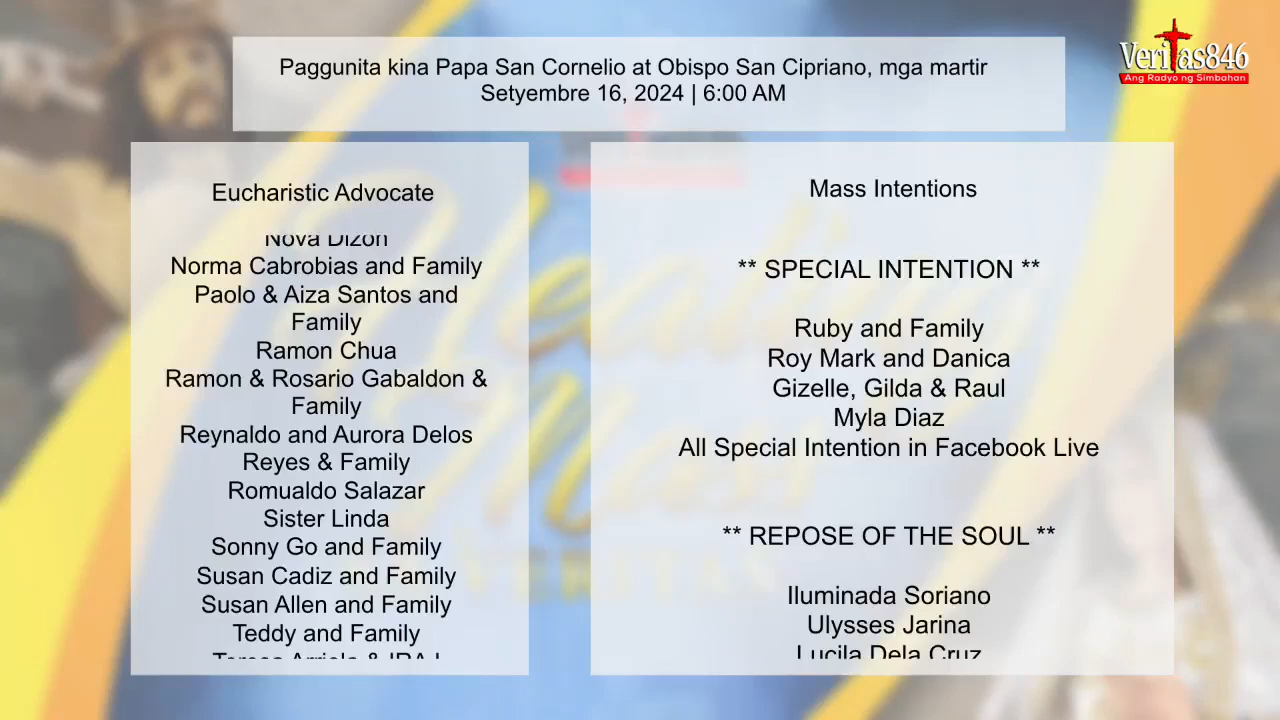 Paggunita kina Papa San Cornelio at Obispo San Cipriano, mga martir
Setyembre 16, 2024 | 6:00 AM
Veritas846
Ang Radyo ng Simbahan
Eucharistic Advocate
Nova Dizon
Norma Cabrobias and Family
Paolo & Aiza Santos and
Family
Ramon Chua
Ramon & Rosario Gabaldon &
Family
Reynaldo and Aurora Delos
Reyes & Family
Romualdo Salazar
Sister Linda
Sonny Go and Family
Susan Cadiz and Family
Susan Allen and Family
Teddy and Family
Mass Intentions
** SPECIAL INTENTION **
Ruby and Family
Roy Mark and Danica
Gizelle, Gilda & Raul
Myla Diaz
All Special Intention in Facebook Live
** REPOSE OF THE SOUL **
Iluminada Soriano
Ulysses Jarina
Lucila Dela Cruz
Healing
Mass
VERITAS